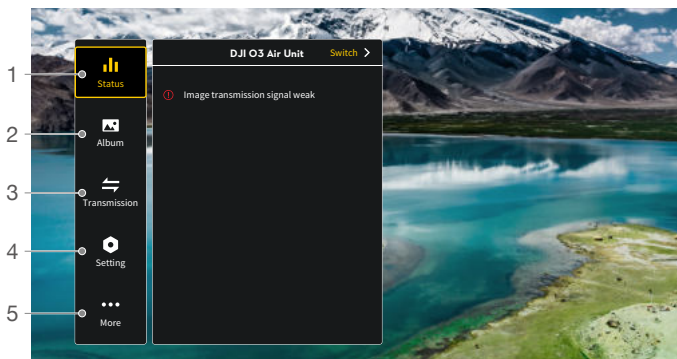 DJI O3 Air Unit Switch >
1
Status
Image transmission signal weak
2
Album
3
Transmission
4
Setting
5
More